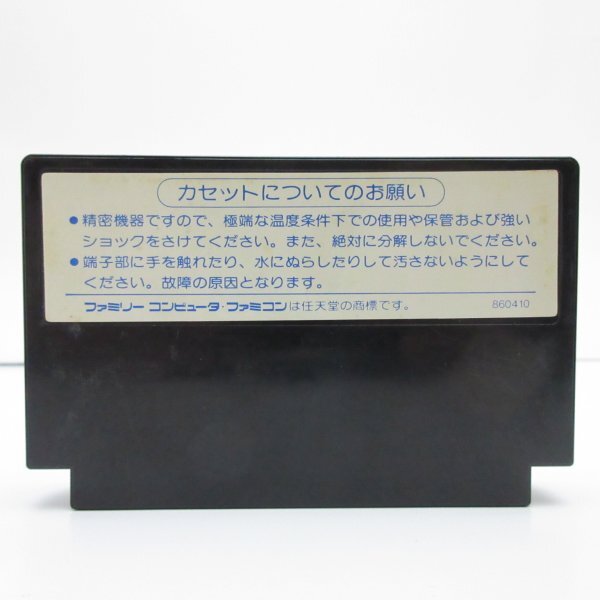 カセットについてのお願い
●精密機器ですので、極端な温度条件下での使用や保管および強い
ショックをさけてください。また、絶対に分解しないでください。
●端子部に手を触れたり、水にぬらしたりして汚さないようにして
ください。故障の原因となります。
ファミリー コンピュータ・ファミコンは任天堂の商標です。 860410